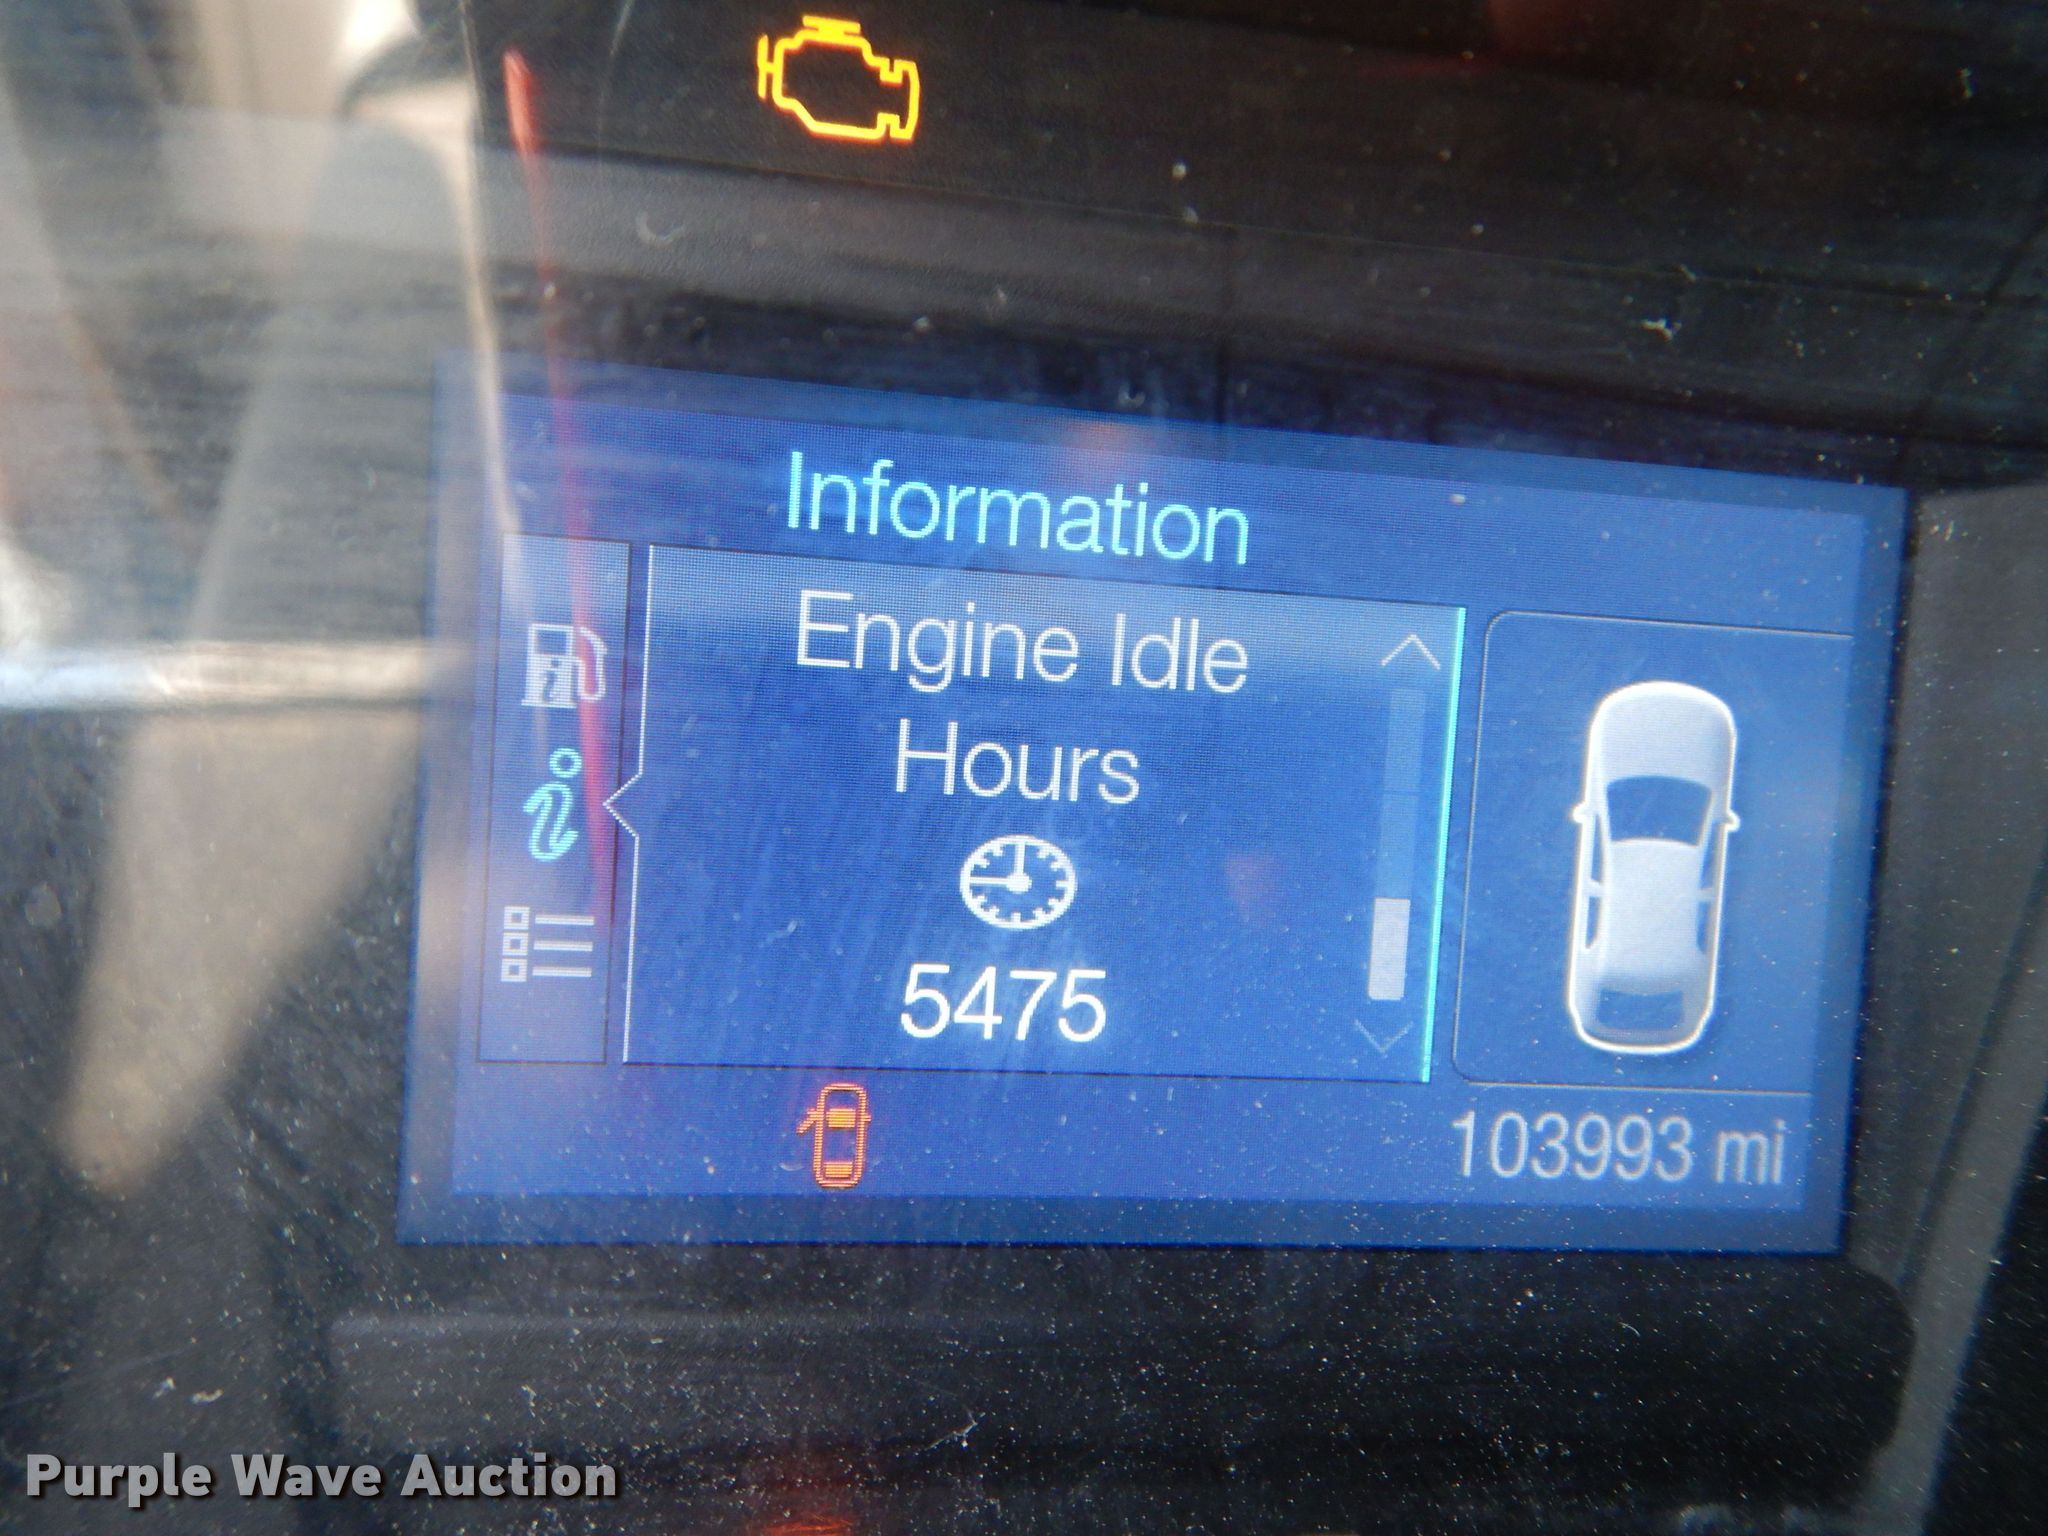 Information
Engine Idle
Hours
5475
103993 mi
Purple Wave Auction